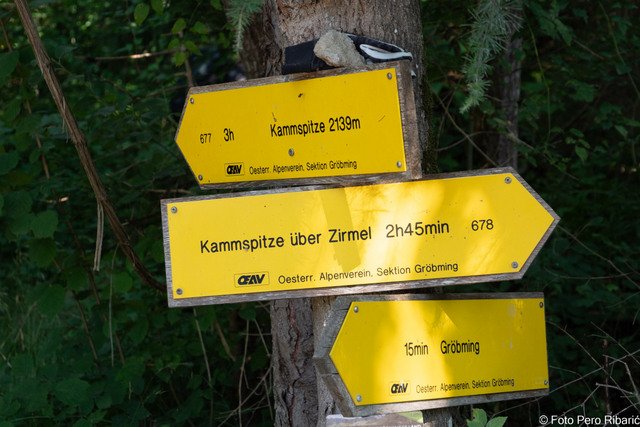 677 3h Kammspitze 2139m
OEAV Oesterr. Alpenverein, Sektion Gröbming
Kammspitze über Zirmel 2h45min 678
OEAV Oesterr. Alpenverein, Sektion Gröbming
15min Gröbming
OEAV Oesterr. Alpenverein, Sektion Gröbming
© Foto Pero Ribarić